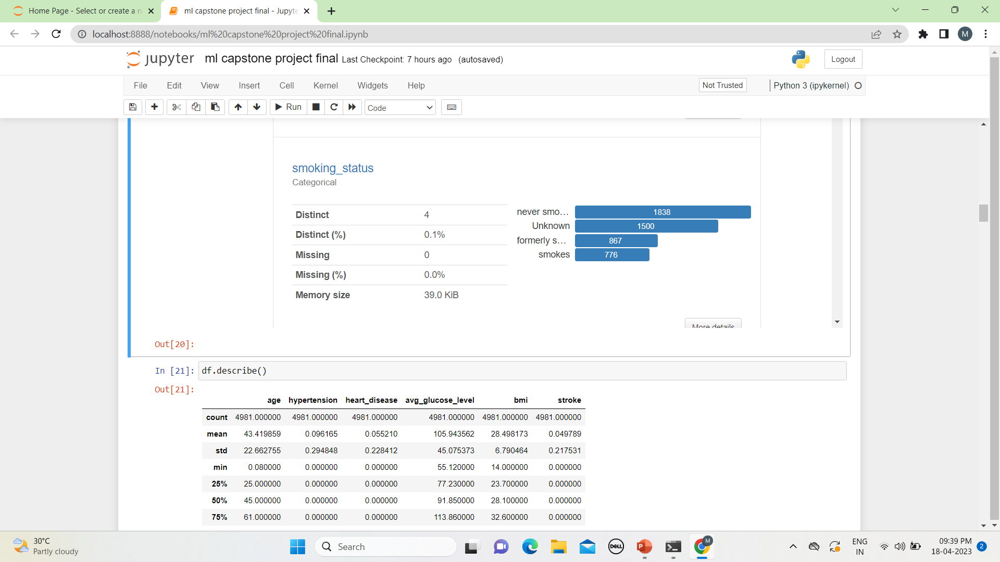 Home Page - Select or create a n
ml capstone project final - Jupyte
localhost:8888/notebooks/ml%20capstone%20project%20final.ipynb
M
jupyter ml capstone project final Last Checkpoint: 7 hours ago (autosaved)
Logout
File Edit View Insert Cell Kernel Widgets Help
Not Trusted
Python 3 (ipykernel)
Run
Code
smoking_status
Categorical
Distinct 4
Distinct (%) 0.1%
Missing 0
Missing (%) 0.0%
Memory size 39.0 KiB
never smo... 1838
Unknown 1500
formerly s... 867
smokes 776
More details
Out[20]:
In [21]: df.describe()
Out[21]:
age hypertension heart_disease avg_glucose_level bmi stroke
count 4981.000000 4981.000000 4981.000000 4981.000000 4981.000000 4981.000000
mean 43.419859 0.096165 0.055210 105.943562 28.498173 0.049789
std 22.662755 0.294848 0.228412 45.075373 6.790464 0.217531
min 0.080000 0.000000 0.000000 55.120000 14.000000 0.000000
25% 25.000000 0.000000 0.000000 77.230000 23.700000 0.000000
50% 45.000000 0.000000 0.000000 91.850000 28.100000 0.000000
75% 61.000000 0.000000 0.000000 113.860000 32.600000 0.000000
30°C
Partly cloudy
Search
DELL
P
M
ENG
IN
09:39 PM
18-04-2023
2